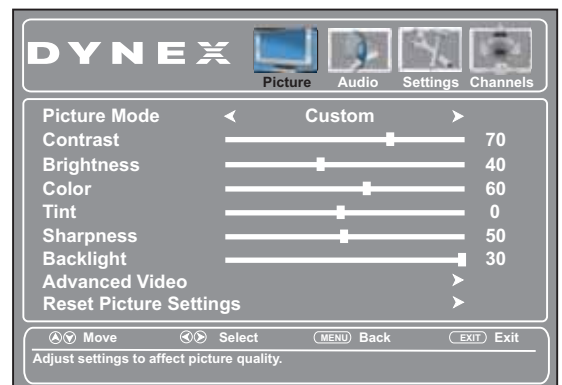 DYNEX
Picture Audio Settings Channels
Picture Mode Custom
Contrast 70
Brightness 40
Color 60
Tint 0
Sharpness 50
Backlight 30
Advanced Video
Reset Picture Settings
Move Select MENU Back EXIT Exit
Adjust settings to affect picture quality.